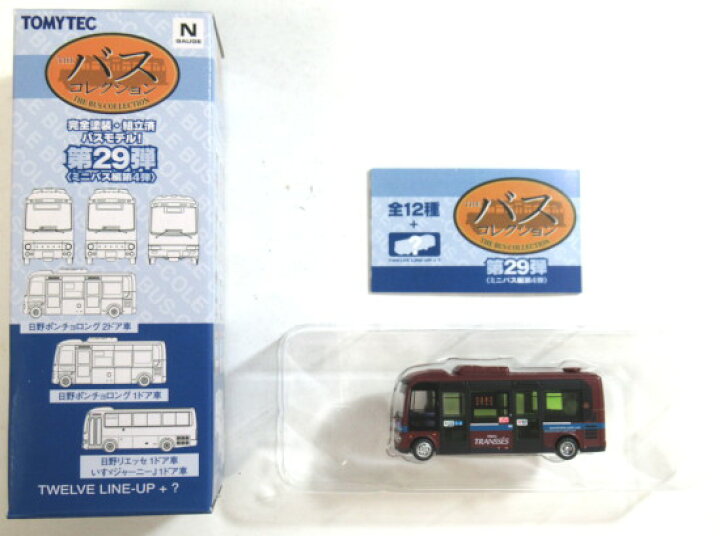 TOMYTEC
N
GAUGE
THE
バス
コレクション
THE BUS COLLECTION
完全塗装・組立済
バスモデル!
第29弾
〈ミニバス編第4弾〉
日野ポンチョロング 2ドア車
日野ポンチョロング 1ドア車
日野リエッセ 1ドア車
いすゞジャーニーJ 1ドア車
TWELVE LINE-UP + ?
全12種
+
?
TWELVE LINE-UP + ?
THE
バス
コレクション
THE BUS COLLECTION
第29弾
〈ミニバス編第4弾〉
TRANSSÉS